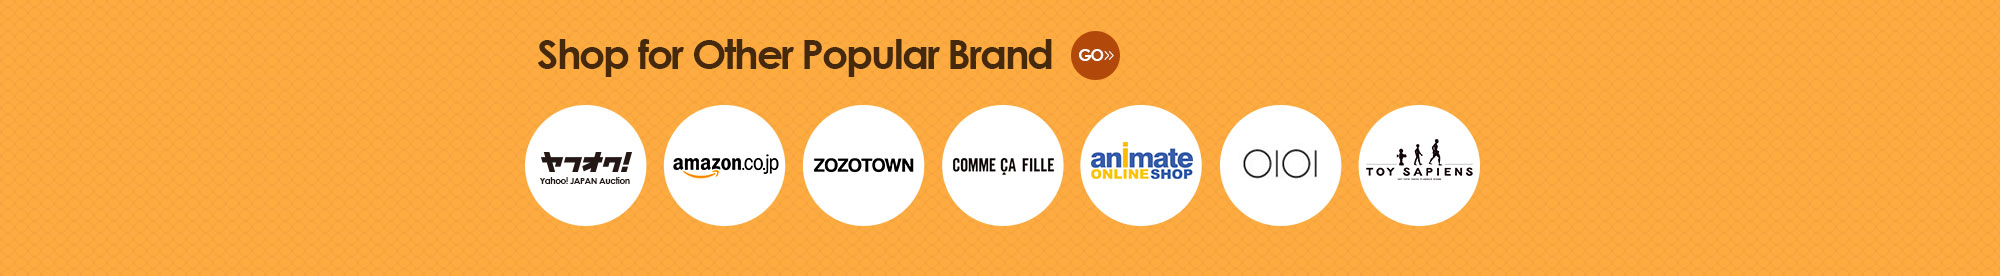 Shop for Other Popular Brand
GO»
ヤフオク!
Yahoo! JAPAN Auction
amazon.co.jp
ZOZOTOWN
COMME ÇA FILLE
animate
ONLINESHOP
OIOI
TOY SAPIENS